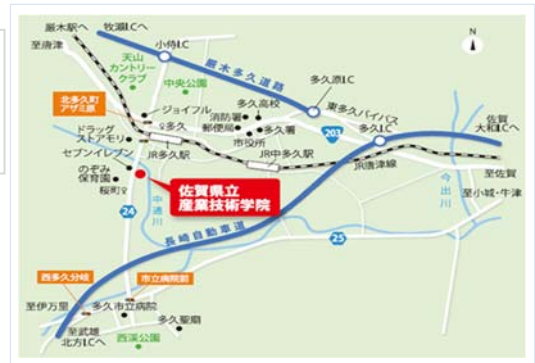 厳木駅へ
牧瀬I.Cへ
至唐津
小侍I.C
天山
カントリー
クラブ
中央公園
厳木多久道路
多久原I.C
N
北多久町
アザミ原
ジョイフル
多久
消防署
多久高校
郵便局
多久署
市役所
東多久バイパス
203
多久I.C
佐賀
大和I.Cへ
ドラッグ
ストアモリ
セブンイレブン
JR多久駅
JR中多久駅
JR唐津線
至佐賀
のぞみ
保育園
桜町
佐賀県立
産業技術学院
今出川
至小城・牛津
24
中通川
長崎自動車道
25
西多久分岐
市立病院前
至伊万里
多久市立病院
多久聖廟
至武雄
北方I.Cへ
西渓公園